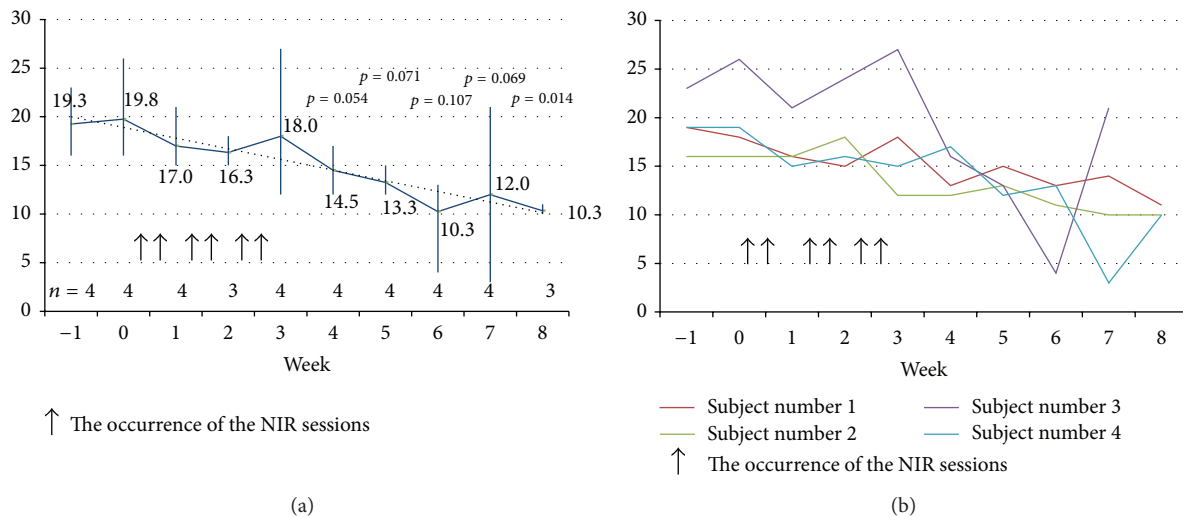 30
25
20
15
10
5
0
19.3
19.8
17.0
16.3
18.0
14.5
13.3
10.3
12.0
10.3
p = 0.054
p = 0.071
p = 0.107
p = 0.069
p = 0.014
n = 4 4 4 3 4 4 4 4 4 3
−1 0 1 2 3 4 5 6 7 8
Week
↑ The occurrence of the NIR sessions
(a)
30
25
20
15
10
5
0
−1 0 1 2 3 4 5 6 7 8
Week
Subject number 1 Subject number 3
Subject number 2 Subject number 4
↑ The occurrence of the NIR sessions
(b)